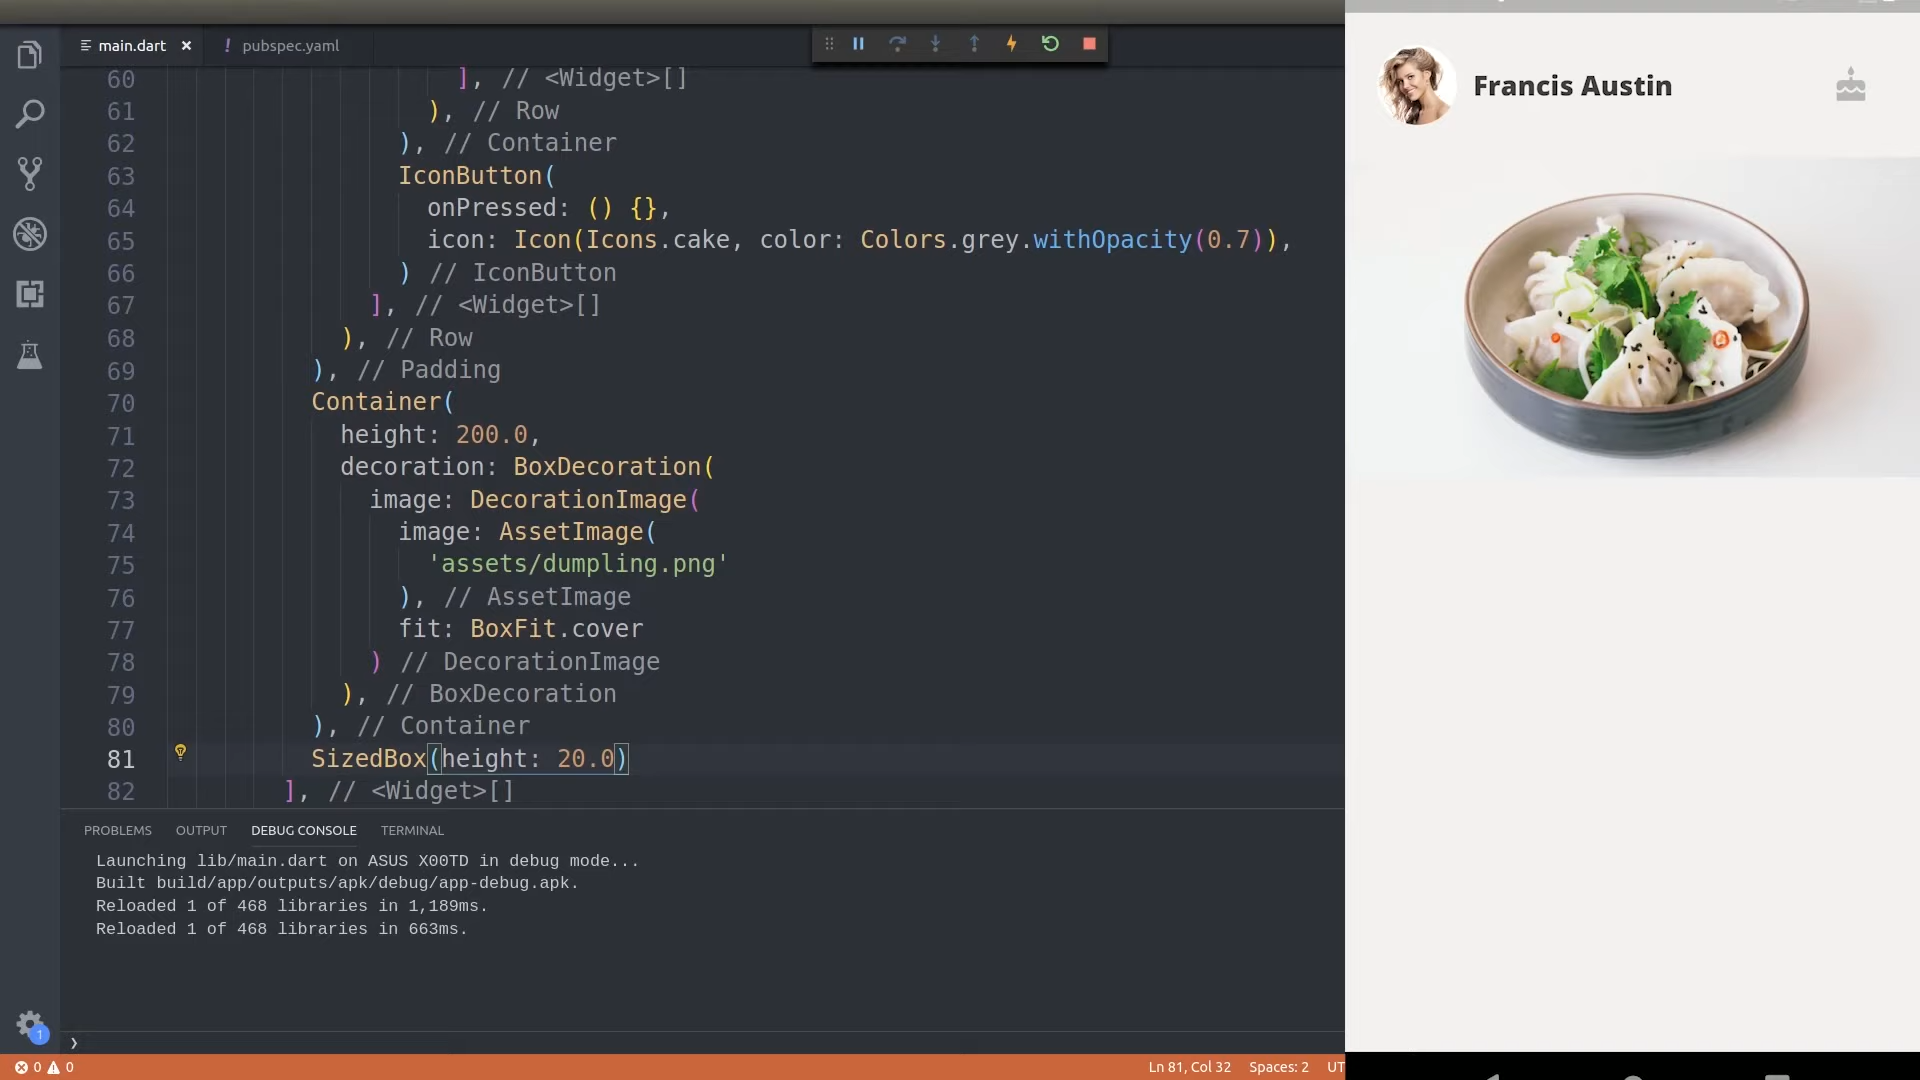 main.dart × ! pubspec.yaml
Francis Austin
60 ], // <Widget>[]
61 ), // Row
62 ), // Container
63 IconButton(
64 onPressed: () {},
65 icon: Icon(Icons.cake, color: Colors.grey.withOpacity(0.7)),
66 ) // IconButton
67 ], // <Widget>[]
68 ), // Row
69 ), // Padding
70 Container(
71 height: 200.0,
72 decoration: BoxDecoration(
73 image: DecorationImage(
74 image: AssetImage(
75 'assets/dumpling.png'
76 ), // AssetImage
77 fit: BoxFit.cover
78 ) // DecorationImage
79 ), // BoxDecoration
80 ), // Container
81 SizedBox(height: 20.0)
82 ], // <Widget>[]
PROBLEMS OUTPUT DEBUG CONSOLE TERMINAL
Launching lib/main.dart on ASUS X00TD in debug mode...
Built build/app/outputs/apk/debug/app-debug.apk.
Reloaded 1 of 468 libraries in 1,189ms.
Reloaded 1 of 468 libraries in 663ms.
1
❯
0 0 Ln 81, Col 32 Spaces: 2 UT